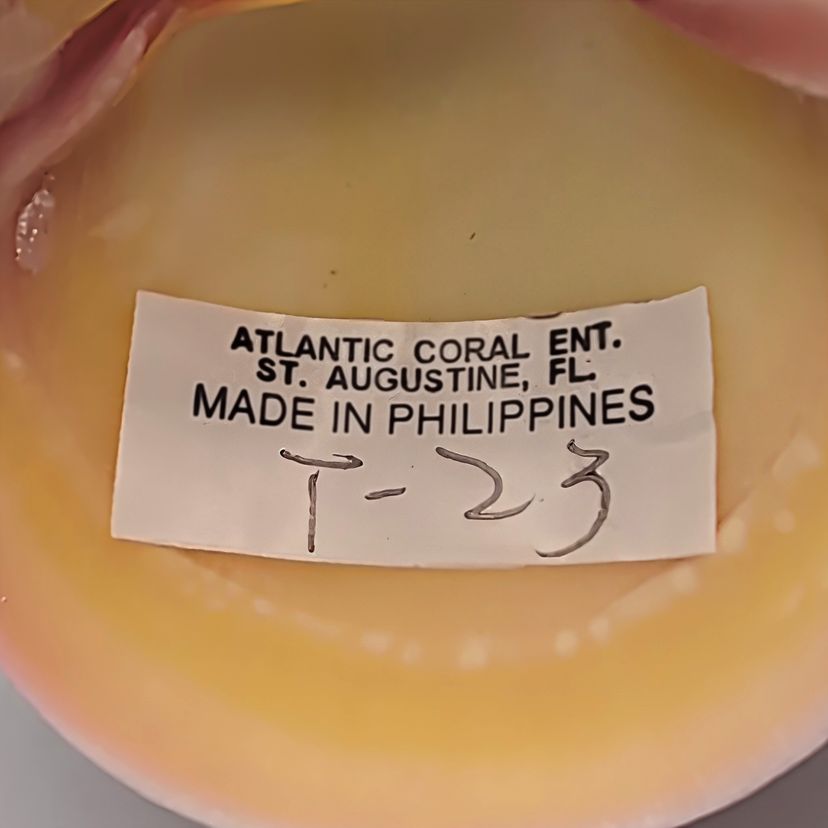 ATLANTIC CORAL ENT.
ST. AUGUSTINE, FL.
MADE IN PHILIPPINES
T-23